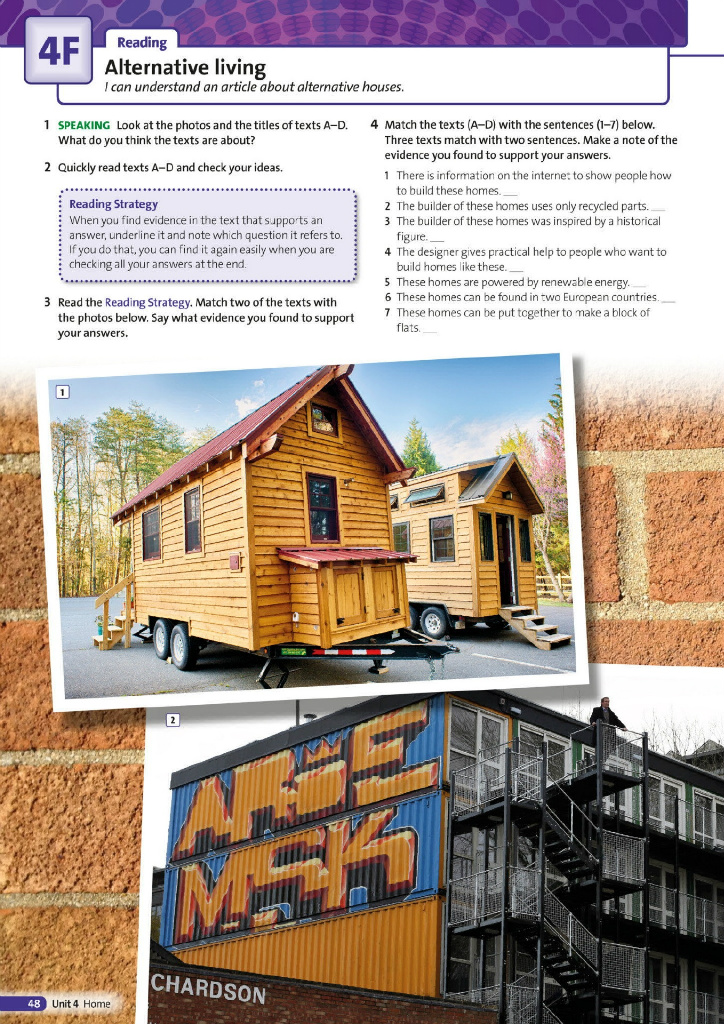 4F
Reading
Alternative living
I can understand an article about alternative houses.
1 SPEAKING Look at the photos and the titles of texts A–D.
What do you think the texts are about?
2 Quickly read texts A–D and check your ideas.
Reading Strategy
When you find evidence in the text that supports an
answer, underline it and note which question it refers to.
If you do that, you can find it again easily when you are
checking all your answers at the end.
3 Read the Reading Strategy. Match two of the texts with
the photos below. Say what evidence you found to support
your answers.
4 Match the texts (A–D) with the sentences (1–7) below.
Three texts match with two sentences. Make a note of the
evidence you found to support your answers.
1 There is information on the internet to show people how
to build these homes. __
2 The builder of these homes uses only recycled parts. __
3 The builder of these homes was inspired by a historical
figure. __
4 The designer gives practical help to people who want to
build homes like these. __
5 These homes are powered by renewable energy. __
6 These homes can be found in two European countries. __
7 These homes can be put together to make a block of
flats. __
1
2
MSK
CHARDSON
48 Unit 4 Home